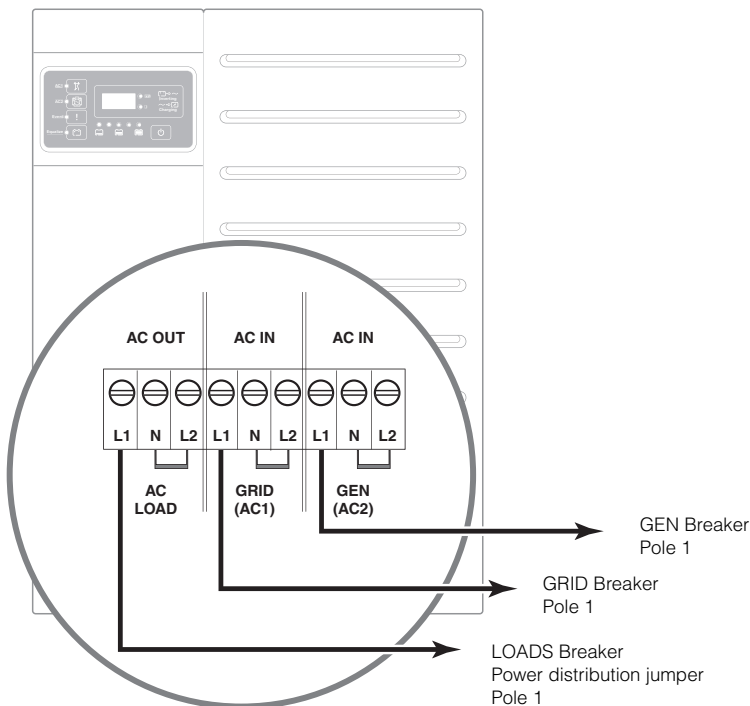 AC OUT AC IN AC IN
L1 N L2 L1 N L2 L1 N L2
AC
LOAD
GRID
(AC1)
GEN
(AC2)
GEN Breaker
Pole 1
GRID Breaker
Pole 1
LOADS Breaker
Power distribution jumper
Pole 1